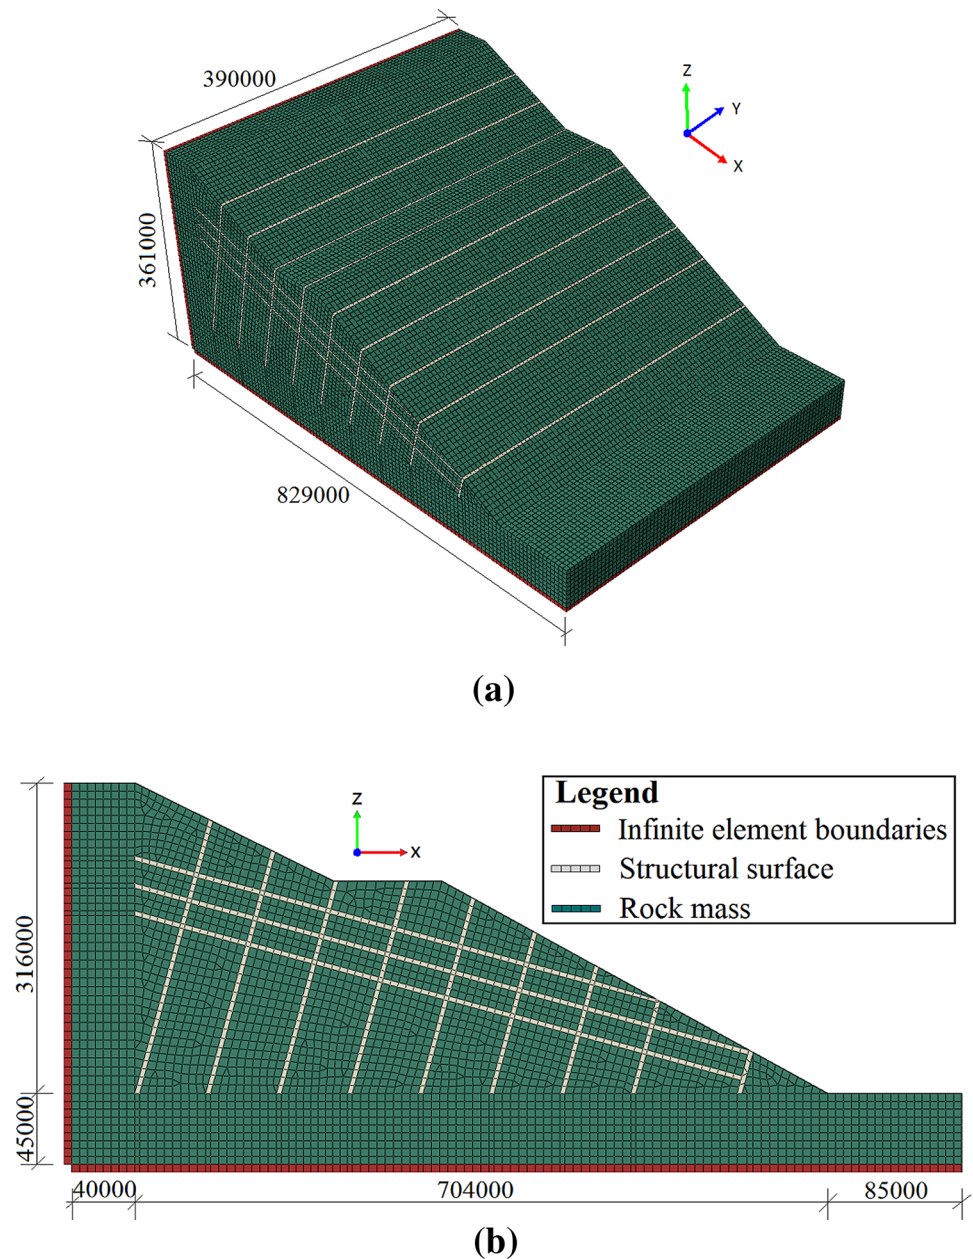 390000
Z
Y
X
361000
829000
(a)
Z
X
Legend
Infinite element boundaries
Structural surface
Rock mass
316000
45000
40000
704000
85000
(b)